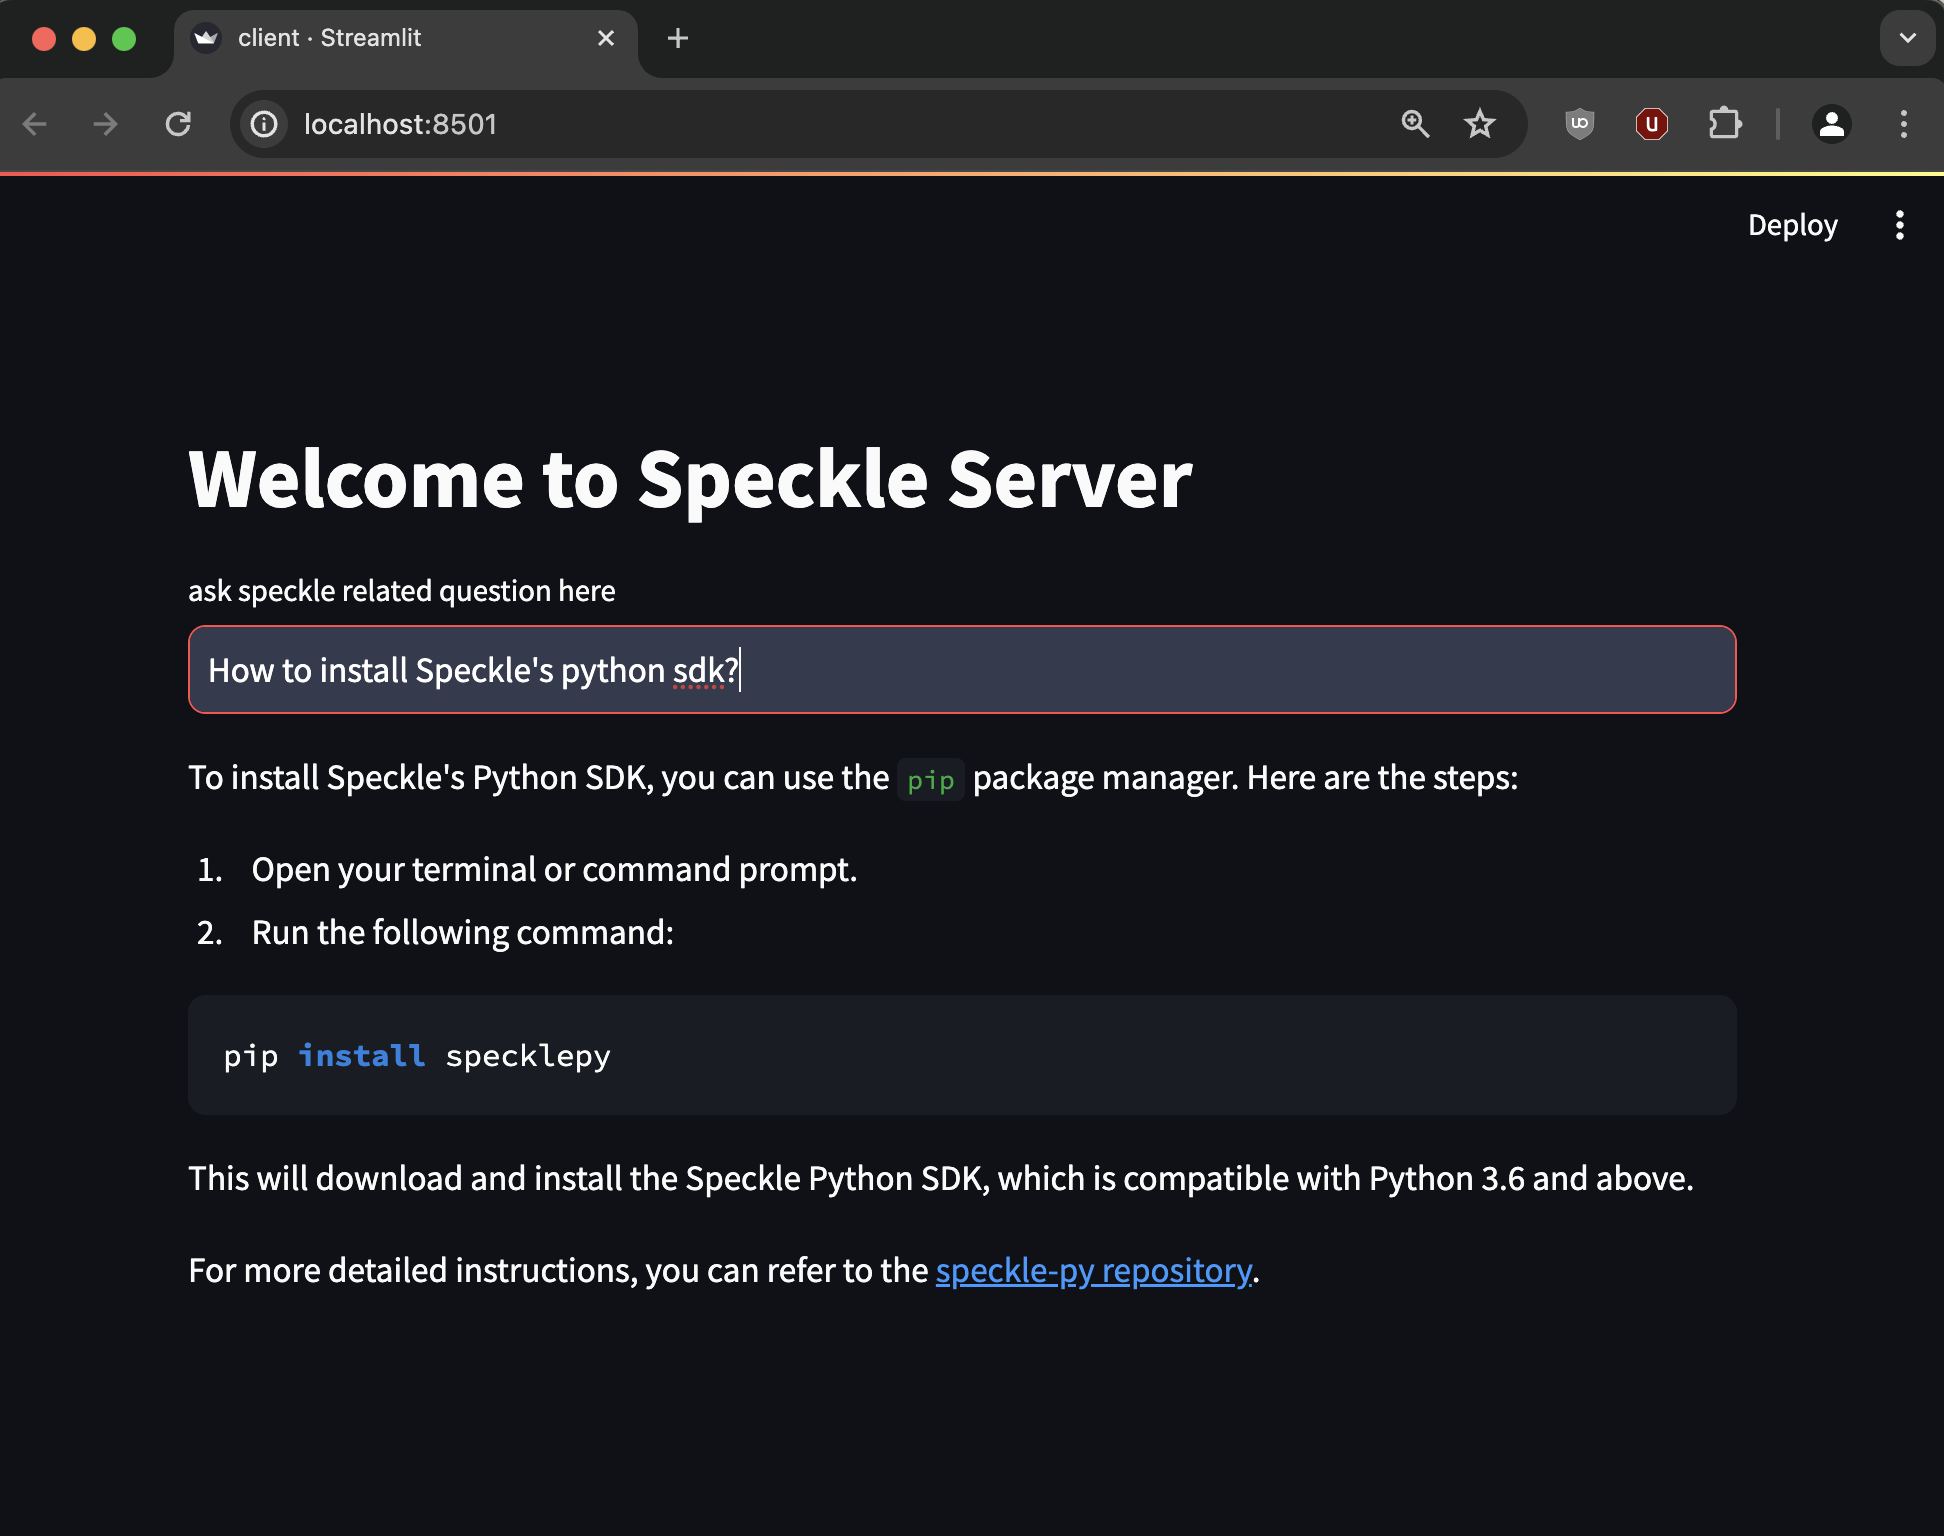 client · Streamlit
localhost:8501
Deploy
Welcome to Speckle Server
ask speckle related question here
How to install Speckle's python sdk?
To install Speckle's Python SDK, you can use the pip package manager. Here are the steps:
1. Open your terminal or command prompt.
2. Run the following command:
pip install specklepy
This will download and install the Speckle Python SDK, which is compatible with Python 3.6 and above.
For more detailed instructions, you can refer to the speckle-py repository.